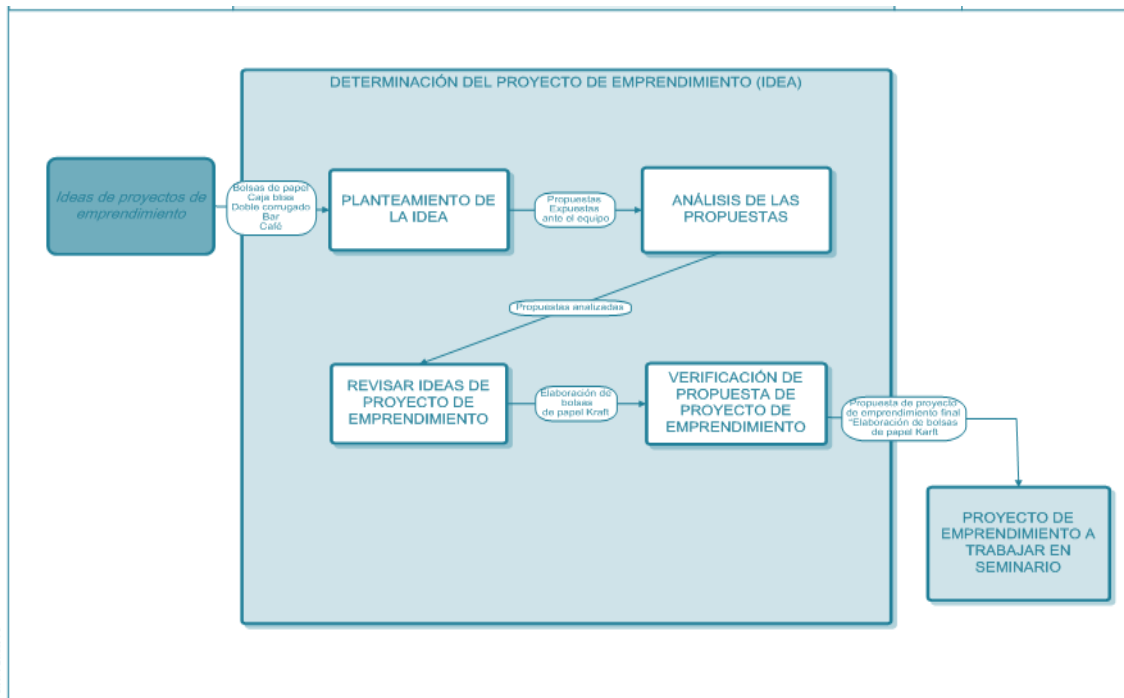 DETERMINACIÓN DEL PROYECTO DE EMPRENDIMIENTO (IDEA)
Ideas de proyectos de
emprendimiento
Bolsas de papel
Caja
Doble corrugado
Bar
Café
PLANTEAMIENTO DE
LA IDEA
Propuestas
Expuestas
ante el equipo
ANÁLISIS DE LAS
PROPUESTAS
Propuestas analizadas
REVISAR IDEAS DE
PROYECTO DE
EMPRENDIMIENTO
Elaboración de
bolsas
de papel Kraft
VERIFICACIÓN DE
PROPUESTA DE
PROYECTO DE
EMPRENDIMIENTO
Propuesta de proyecto
de emprendimiento final
"Elaboración de bolsas
de papel Karft
PROYECTO DE
EMPRENDIMIENTO A
TRABAJAR EN
SEMINARIO